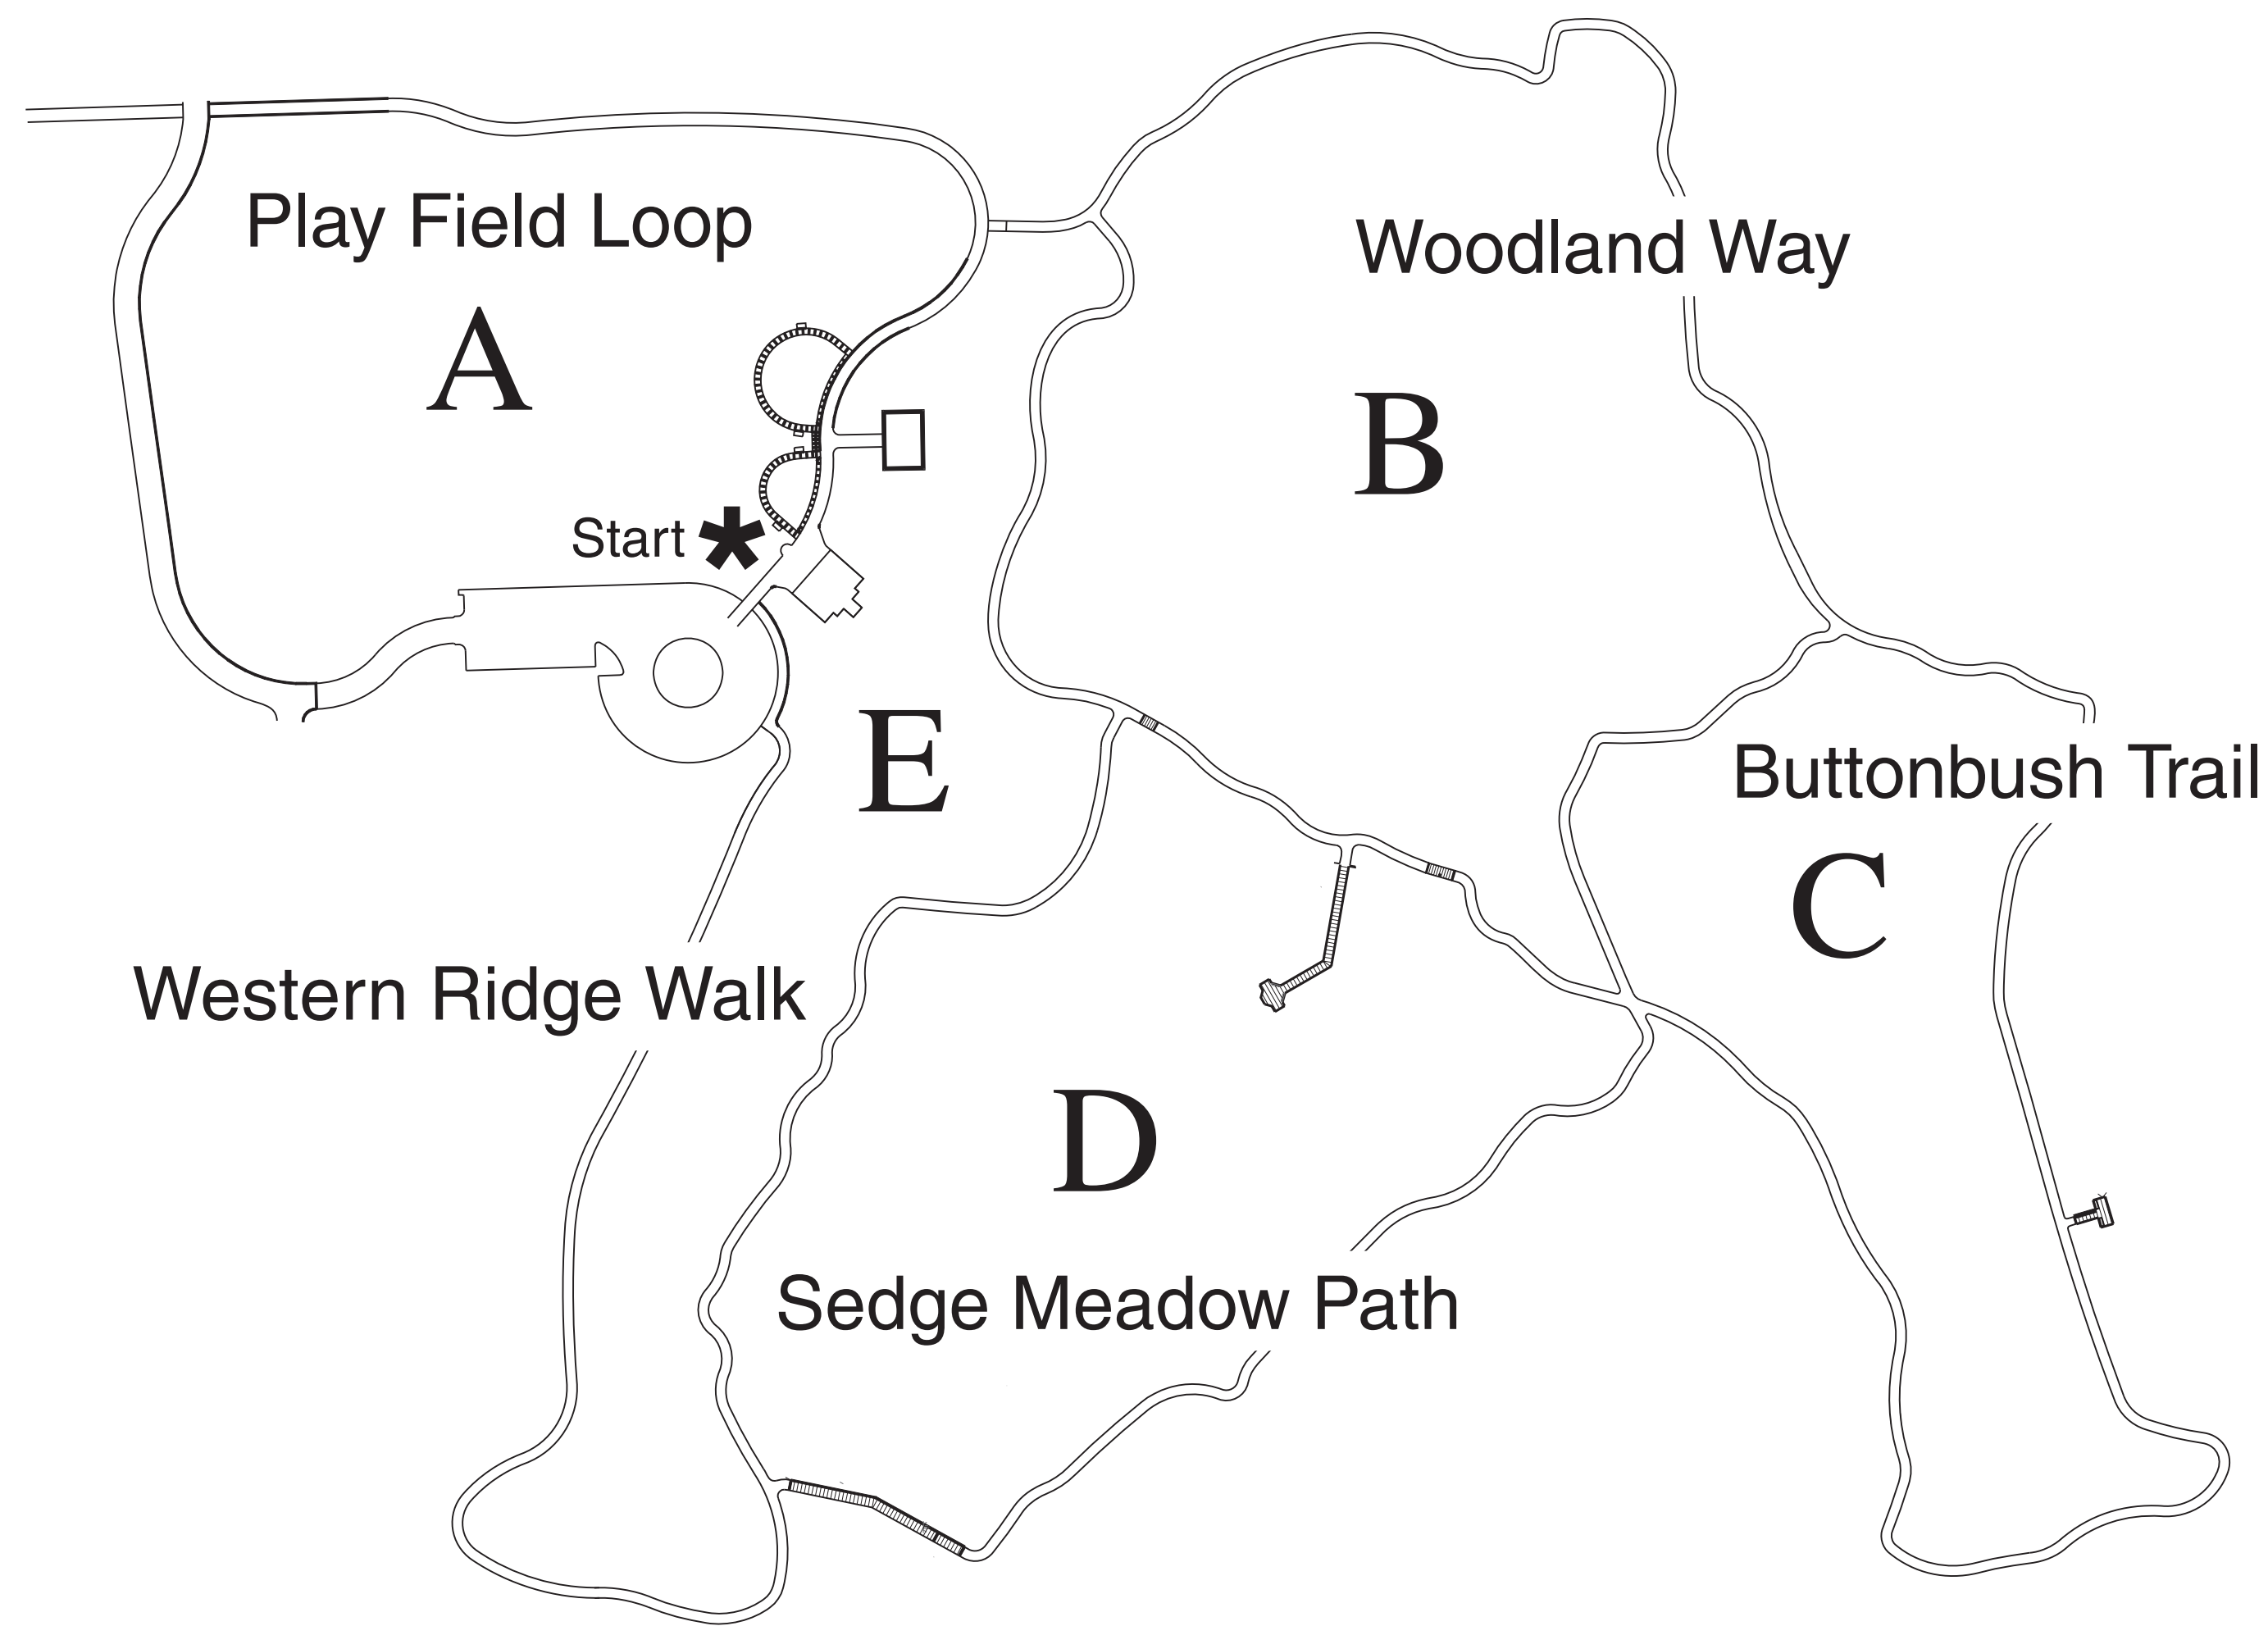 Play Field Loop
A
Woodland Way
B
Start *
E
Buttonbush Trail
C
Western Ridge Walk
D
Sedge Meadow Path